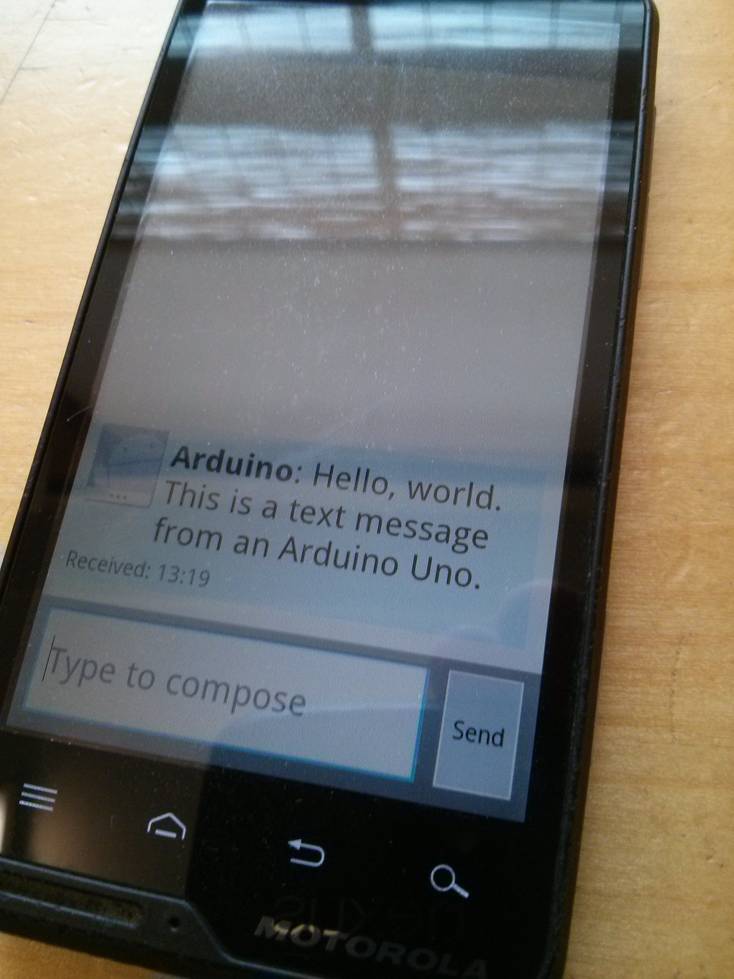 Arduino: Hello, world.
This is a text message
from an Arduino Uno.
Received: 13:19
Type to compose
Send
MOTOROLA